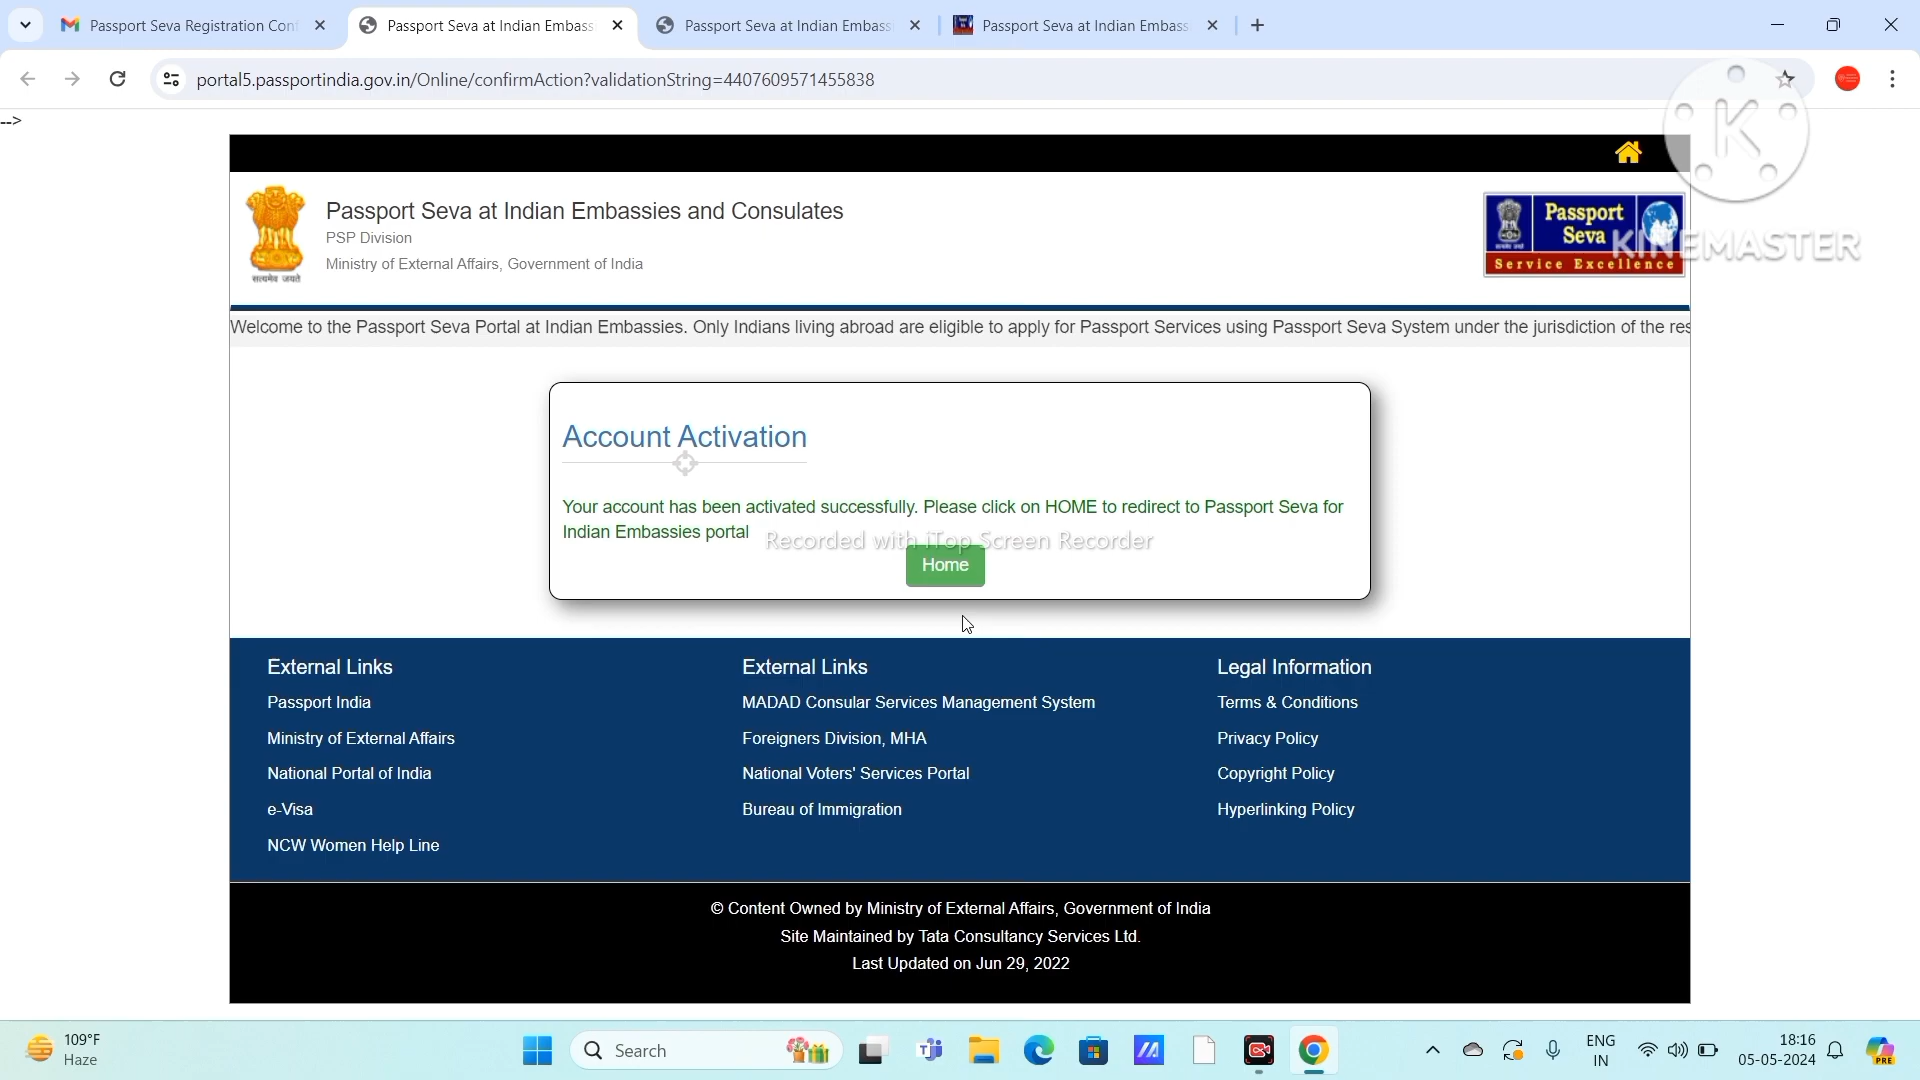 Passport Seva Registration Conf
Passport Seva at Indian Embass
Passport Seva at Indian Embass
Passport Seva at Indian Embass
portal5.passportindia.gov.in/Online/confirmAction?validationString=4407609571455838
-->
K
KINEMASTER
Passport Seva at Indian Embassies and Consulates
PSP Division
Ministry of External Affairs, Government of India
सत्यमेव जयते
Passport
Seva
Service Excellence
Welcome to the Passport Seva Portal at Indian Embassies. Only Indians living abroad are eligible to apply for Passport Services using Passport Seva System under the jurisdiction of the res
Account Activation
Your account has been activated successfully. Please click on HOME to redirect to Passport Seva for
Indian Embassies portal
Recorded with iTop Screen Recorder
Home
External Links
Passport India
Ministry of External Affairs
National Portal of India
e-Visa
NCW Women Help Line
External Links
MADAD Consular Services Management System
Foreigners Division, MHA
National Voters' Services Portal
Bureau of Immigration
Legal Information
Terms & Conditions
Privacy Policy
Copyright Policy
Hyperlinking Policy
© Content Owned by Ministry of External Affairs, Government of India
Site Maintained by Tata Consultancy Services Ltd.
Last Updated on Jun 29, 2022
109°F
Haze
Search
ENG
IN
18:16
05-05-2024
PRE